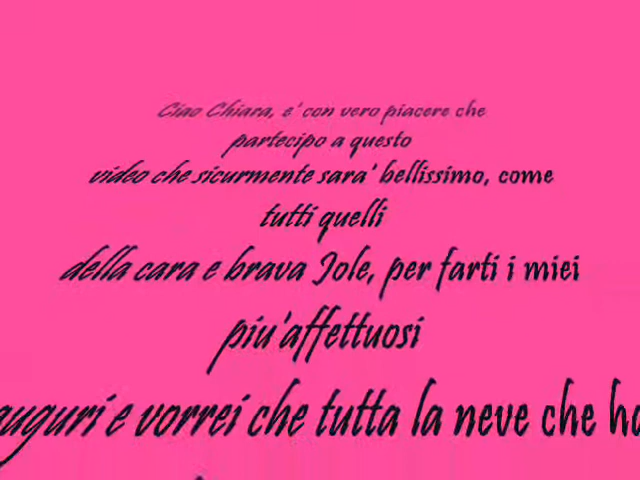 Ciao Chiara, e' con vero piacere che
partecipo a questo
video che sicurmente sara' bellissimo, come
tutti quelli
della cara e brava Jole, per farti i miei
piu'affettuosi
auguri e vorrei che tutta la neve che ho